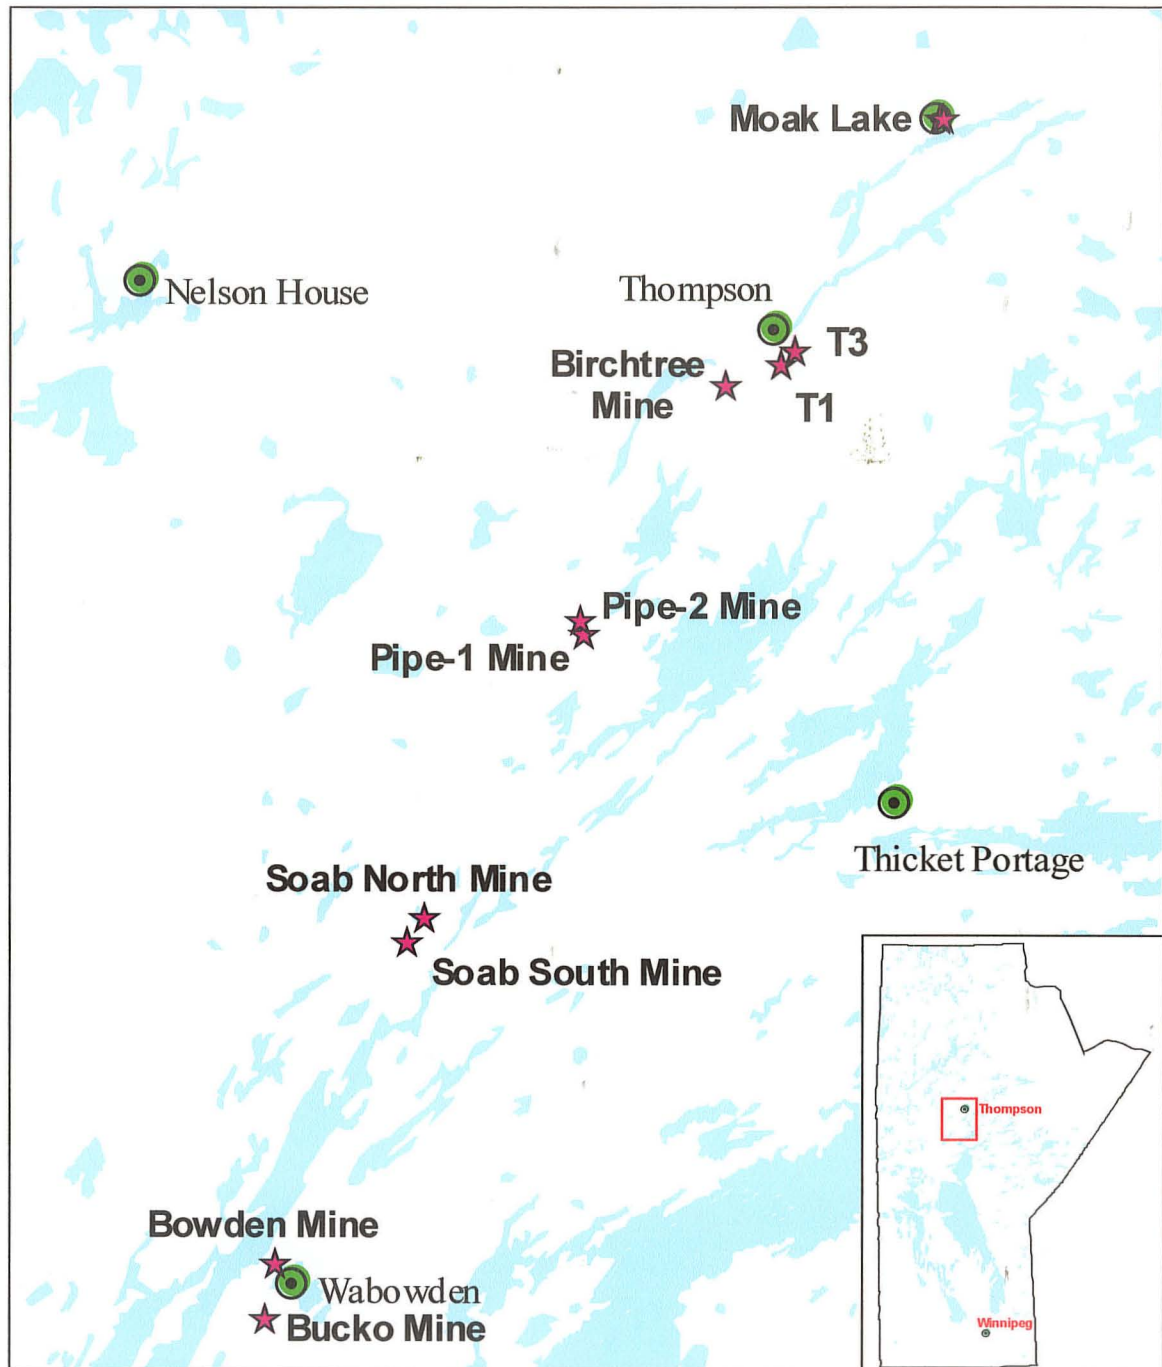 Moak Lake
Nelson House
Thompson
T3
Birchtree
Mine
T1
Pipe-2 Mine
Pipe-1 Mine
Thicket Portage
Soab North Mine
Soab South Mine
Thompson
Bowden Mine
Wabowden
Bucko Mine
Winnipeg